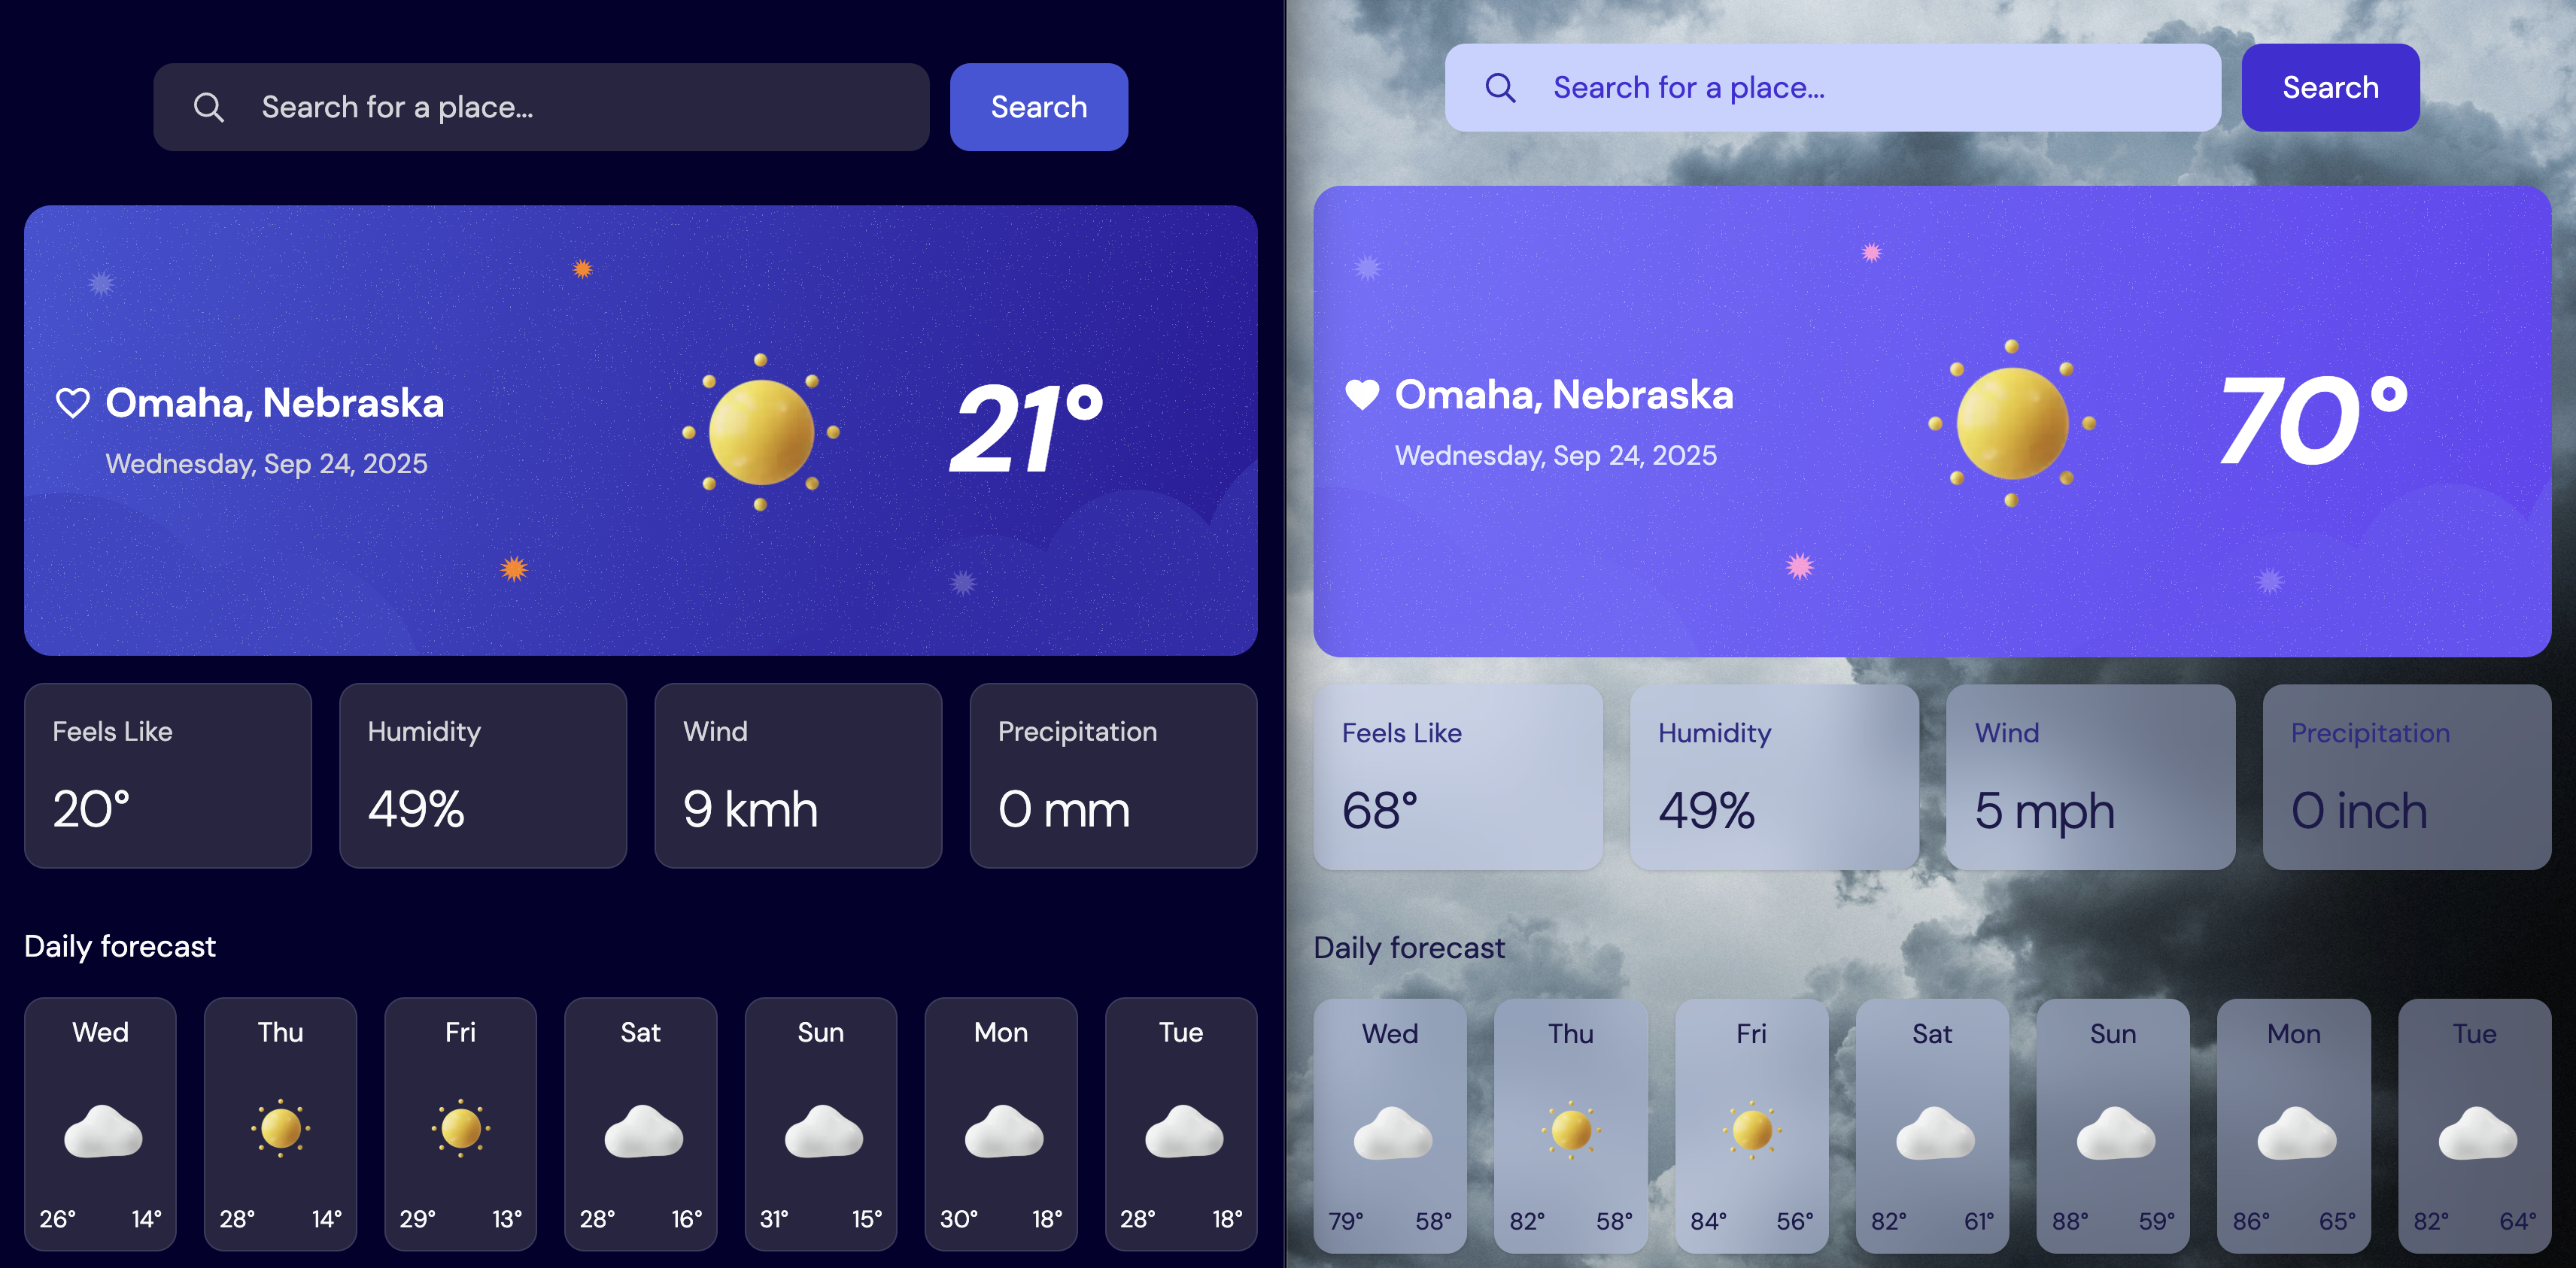 Search for a place...
Search
Omaha, Nebraska
Wednesday, Sep 24, 2025
21°
Feels Like
Humidity
Wind
Precipitation
20°
49%
9 kmh
0 mm
Daily forecast
Wed
Thu
Fri
Sat
Sun
Mon
Tue
26° 14°
28° 14°
29° 13°
28° 16°
31° 15°
30° 18°
28° 18°
Search for a place...
Search
Omaha, Nebraska
Wednesday, Sep 24, 2025
70°
Feels Like
Humidity
Wind
Precipitation
68°
49%
5 mph
0 inch
Daily forecast
Wed
Thu
Fri
Sat
Sun
Mon
Tue
79° 58°
82° 58°
84° 56°
82° 61°
88° 59°
86° 65°
82° 64°